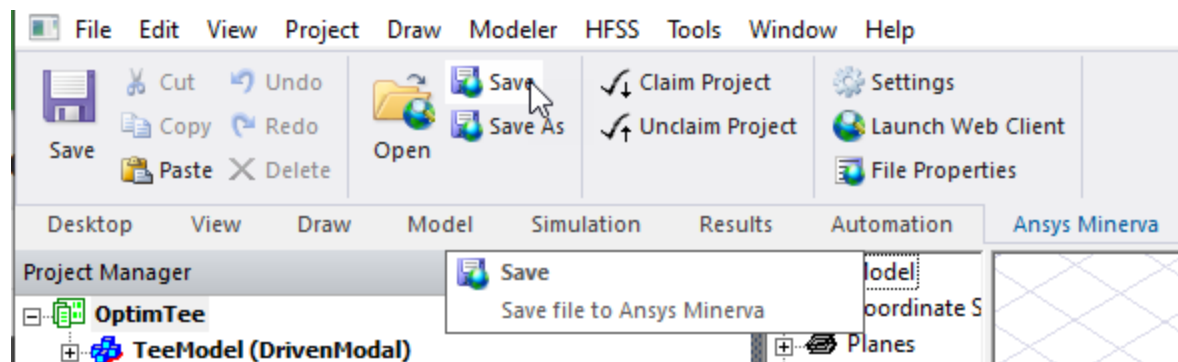 File Edit View Project Draw Modeler HFSS Tools Window Help
Cut Undo Save Claim Project Settings
Copy Redo Save As Unclaim Project Launch Web Client
Save Open
Paste Delete File Properties
Desktop View Draw Model Simulation Results Automation Ansys Minerva
Project Manager Save Model
Save file to Ansys Minerva
OptimTee oordinate S
TeeModel (DrivenModal) Planes